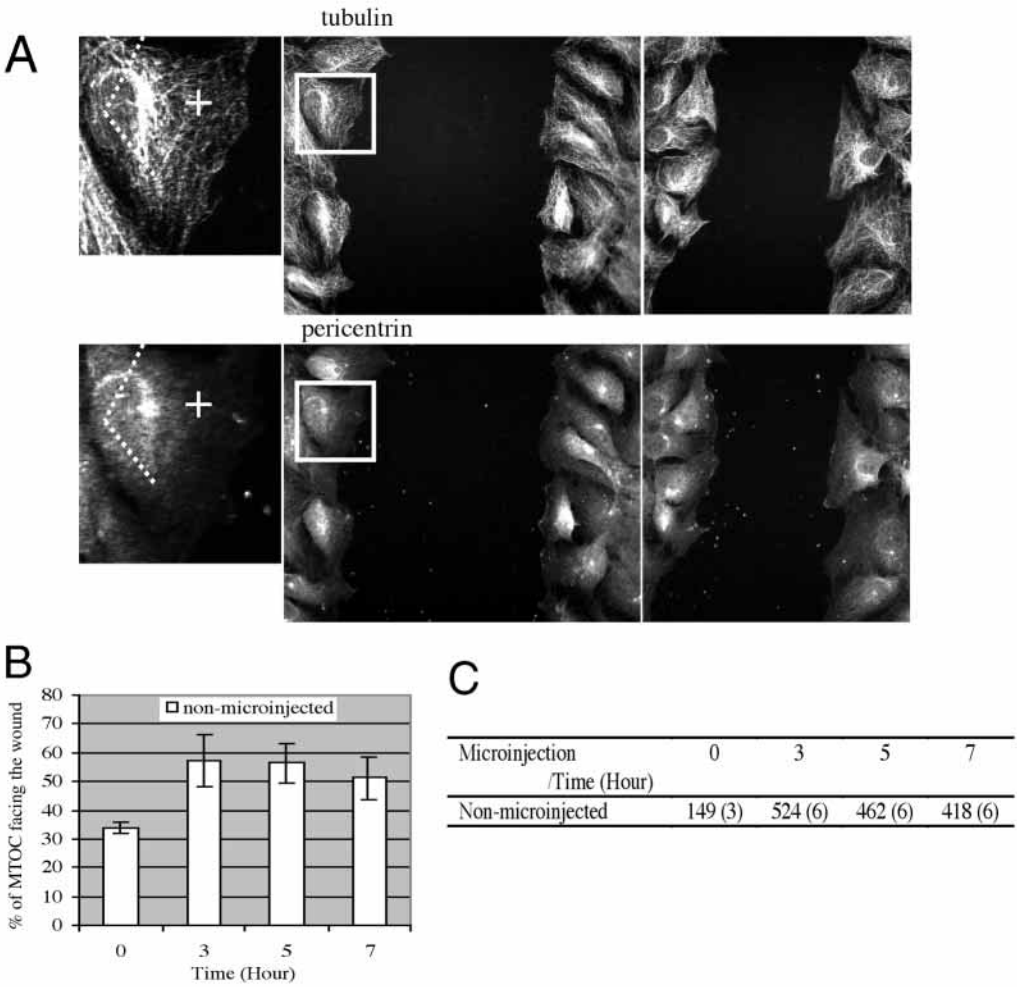 A
tubulin
pericentrin
B
% of MTOC facing the wound
80
70
60
50
40
30
20
10
0
non-microinjected
0 3 5 7
Time (Hour)
C
Microinjection 0 3 5 7
/Time (Hour)
Non-microinjected 149 (3) 524 (6) 462 (6) 418 (6)